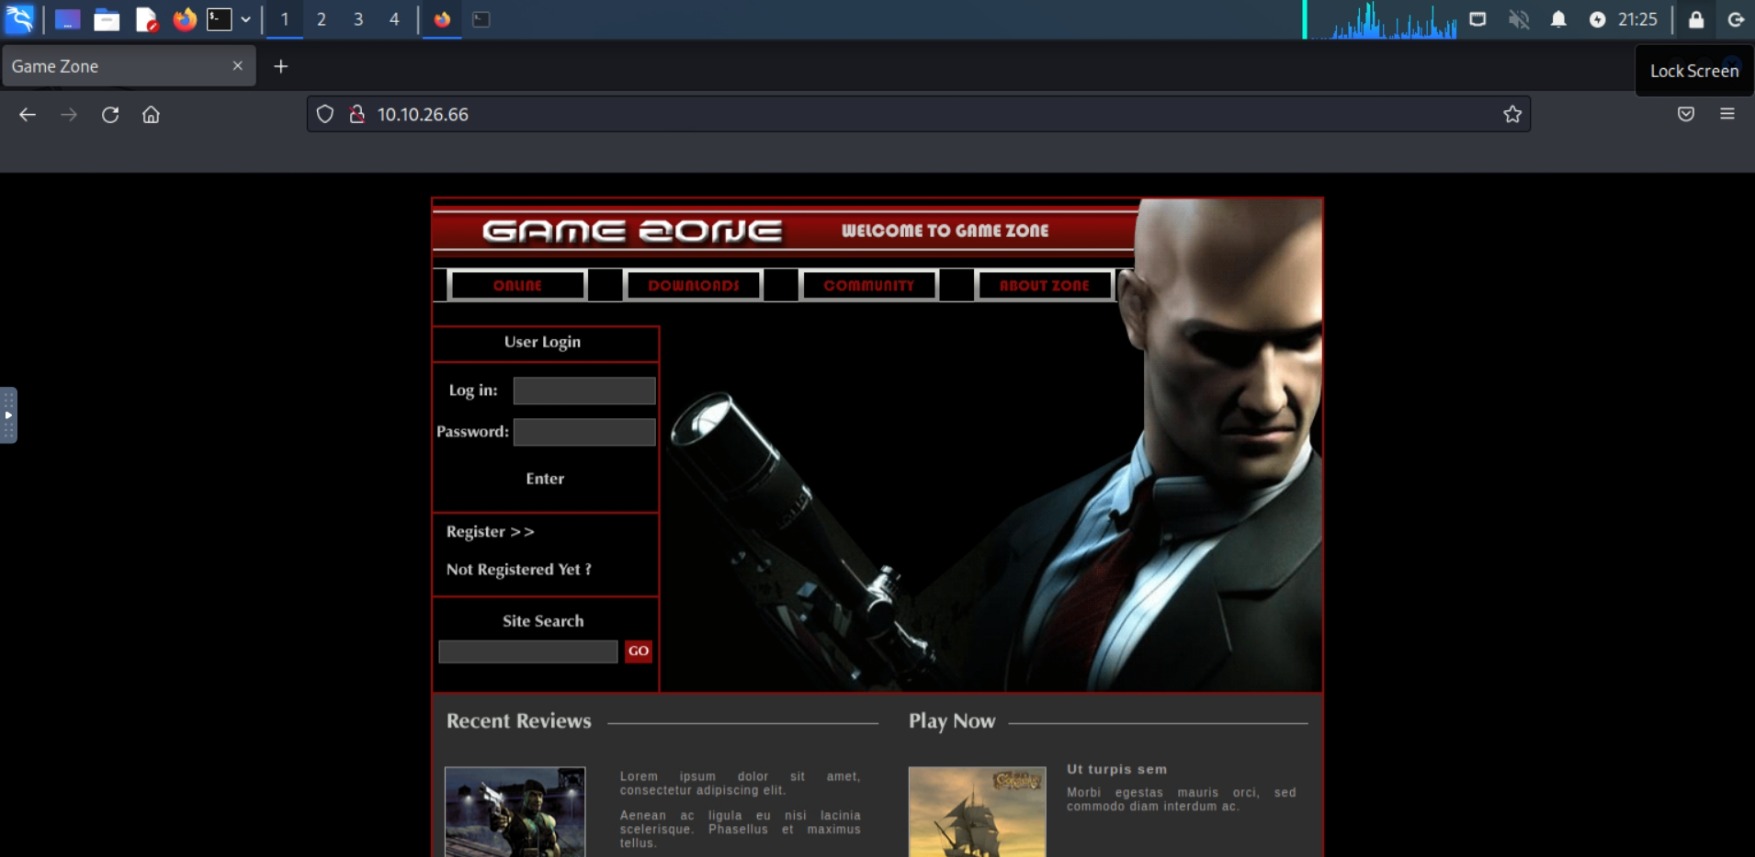 1 2 3 4 21:25
Game Zone
Lock Screen
10.10.26.66
GAME ZONE WELCOME TO GAME ZONE
ONLINE DOWNLOADS COMMUNITY ABOUT ZONE
User Login
Log in:
Password:
Enter
Register >>
Not Registered Yet ?
Site Search
GO
Recent Reviews
Lorem ipsum dolor sit amet,
consectetur adipiscing elit.
Aenean ac ligula eu nisi lacinia
scelerisque. Phasellus et maximus
tellus.
Play Now
Ut turpis sem
Morbi egestas mauris orci, sed
commodo diam interdum ac.